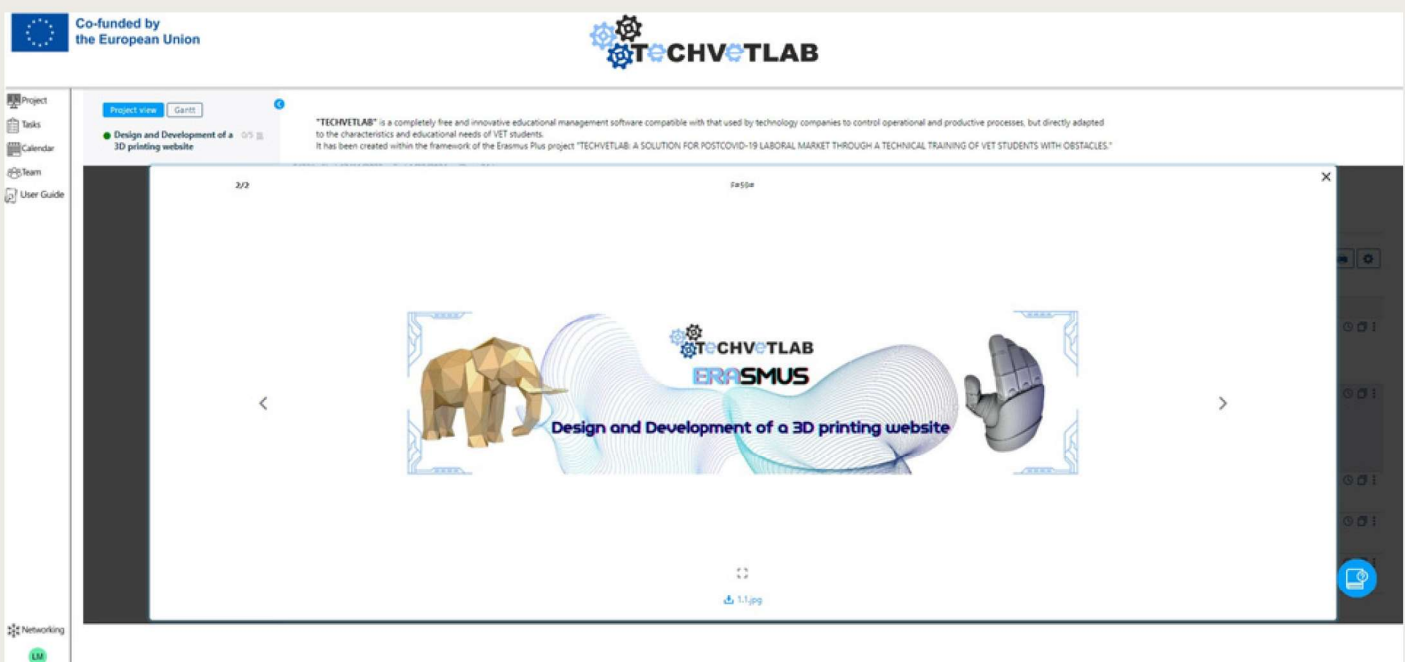 Co-funded by
the European Union
TECHVETLAB
Project
Tasks
Calendar
Team
User Guide
Project view
Gantt
Design and Development of a 0/5
3D printing website
"TECHVETLAB" is a completely free and innovative educational management software compatible with that used by technology companies to control operational and productive processes, but directly adapted
to the characteristics and educational needs of VET students.
It has been created within the framework of the Erasmus Plus project "TECHVETLAB: A SOLUTION FOR POSTCOVID-19 LABORAL MARKET THROUGH A TECHNICAL TRAINING OF VET STUDENTS WITH OBSTACLES."
2/2
TECHVETLAB
ERASMUS
Design and Development of a 3D printing website
1.1.jpg
Networking
LM